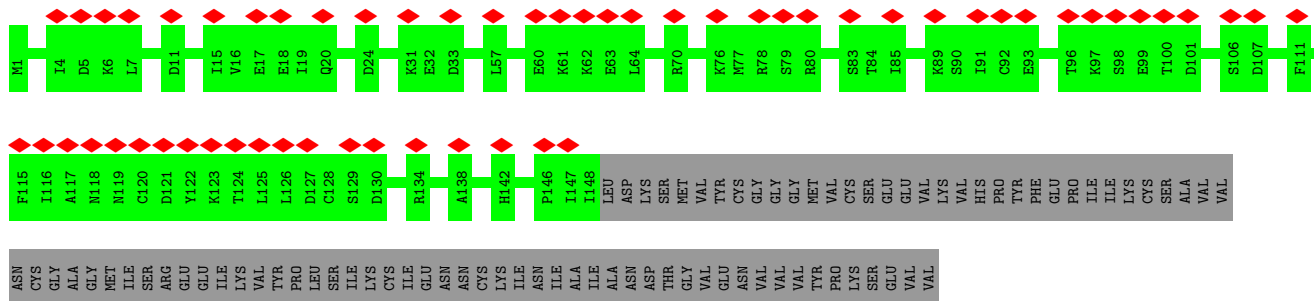 M1 I4 D5 K6 L7 D11 I15 V16 E17 E18 I19 Q20 D24 K31 E32 D33 L57 E60 K61 K62 E63 L64 R70 K76 M77 R78 S79 R80 S83 T84 I85 K89 S90 I91 C92 E93 T96 K97 S98 E99 T100 D101 S106 D107 F111
F115 I116 A117 N118 N119 C120 D121 Y122 K123 T124 L125 L126 D127 C128 S129 D130 R134 A138 H142 P146 I147 I148 LEU ASP LYS SER MET VAL TYR CYS GLY GLY GLY MET VAL CYS SER GLU GLU VAL LYS VAL HIS PRO TYR PHE GLU PRO ILE ILE LYS CYS SER ALA VAL VAL
ASN CYS GLY ALA GLY MET ILE SER ARG GLU GLU ILE LYS VAL TYR PRO LEU SER ILE LYS CYS ILE GLU ASN ASN CYS LYS ILE ASN ILE ALA ILE ALA ASN ASP THR GLY VAL GLU ASN VAL VAL VAL TYR PRO LYS SER GLU VAL VAL